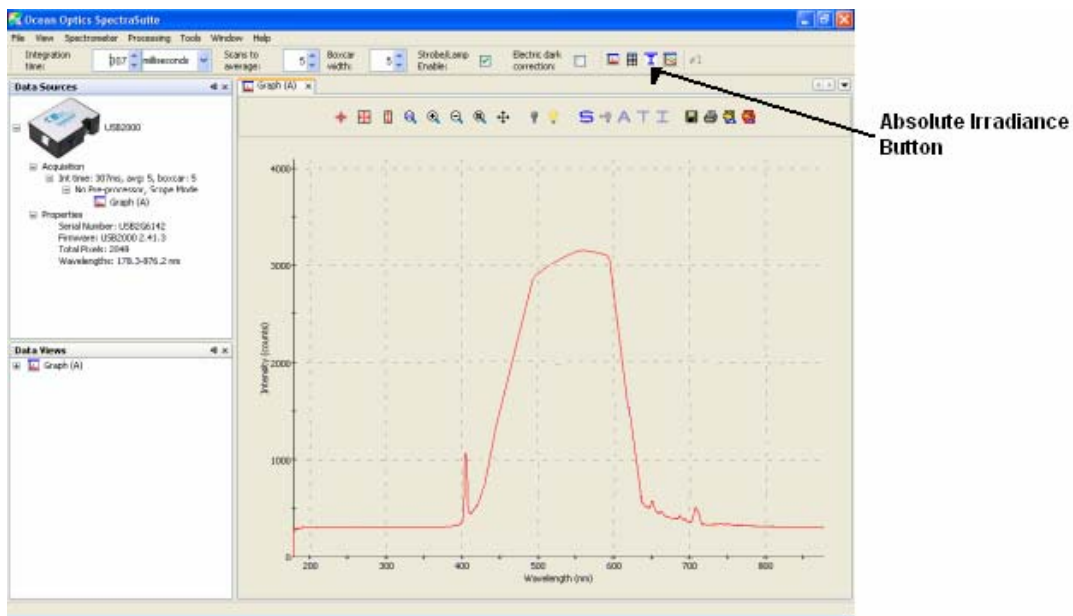 Ocean Optics SpectraSuite
File View Spectrometer Processing Tools Window Help
Integration time: 307 milliseconds Scans to average: 5 Boxcar width: 5 Strobe/Lamp Enable: Electric dark correction:
Data Sources
Graph (A)
USB2000
Acquisition
Int time: 307ms, avg: 5, boxcar: 5
No Pre-processor, Scope Mode
Graph (A)
Properties
Serial Number: USB2G6142
Firmware: USB2000 2.41.3
Total Pixels: 2048
Wavelengths: 178.3-876.2 nm
Data Views
Graph (A)
S A T I
4000
3000
2000
1000
0
Intensity (counts)
200 300 400 500 600 700 800
Wavelength (nm)
Absolute Irradiance
Button